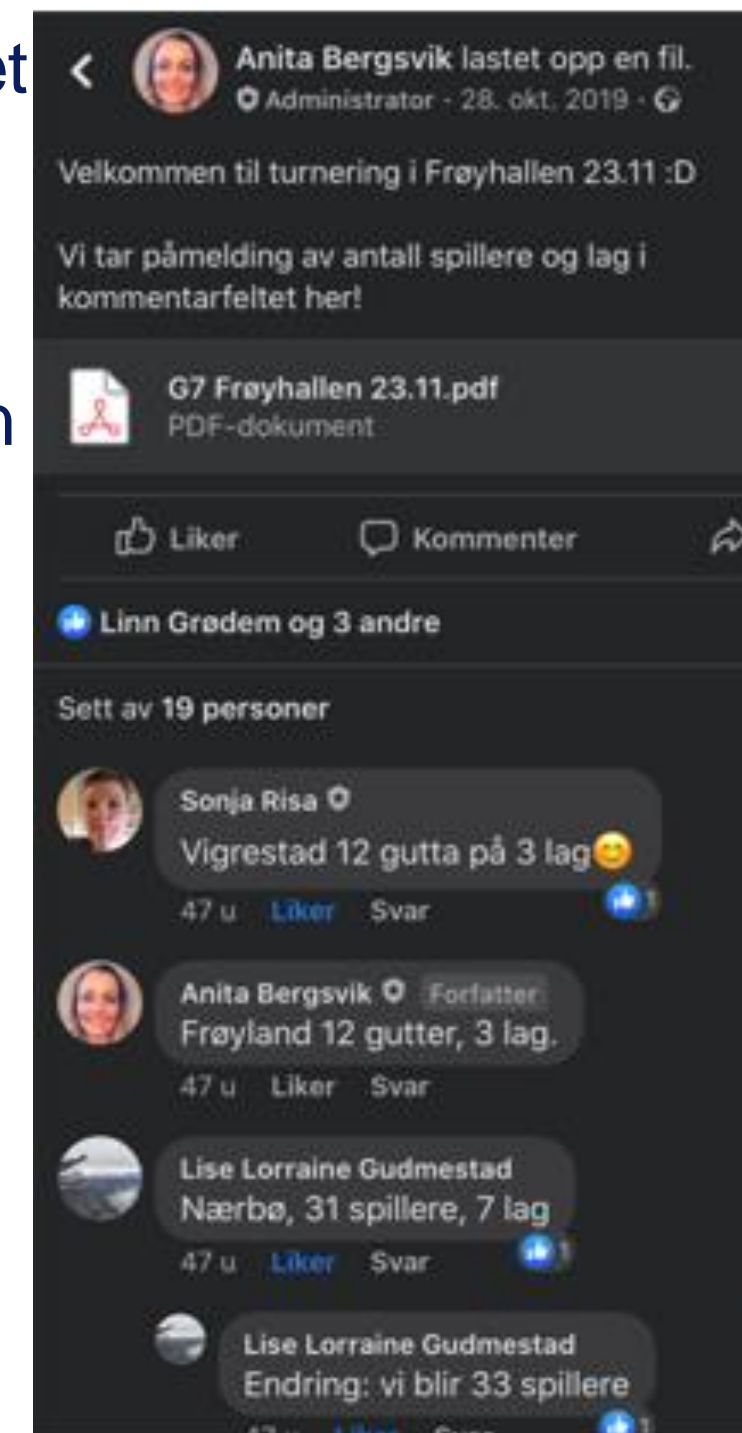 et
Anita Bergsvik lastet opp en fil.
Administrator · 28. okt. 2019 ·
Velkommen til turnering i Frøyhallen 23.11 :D
Vi tar påmelding av antall spillere og lag i
kommentarfeltet her!
n
G7 Frøyhallen 23.11.pdf
PDF-dokument
Liker Kommenter
Linn Grødem og 3 andre
Sett av 19 personer
Sonja Risa
Vigrestad 12 gutta på 3 lag😊
47 u Liker Svar 1
Anita Bergsvik Forfatter
Frøyland 12 gutter, 3 lag.
47 u Liker Svar
Lise Lorraine Gudmestad
Nærbø, 31 spillere, 7 lag
47 u Liker Svar 1
Lise Lorraine Gudmestad
Endring: vi blir 33 spillere
47 u Liker Svar 1